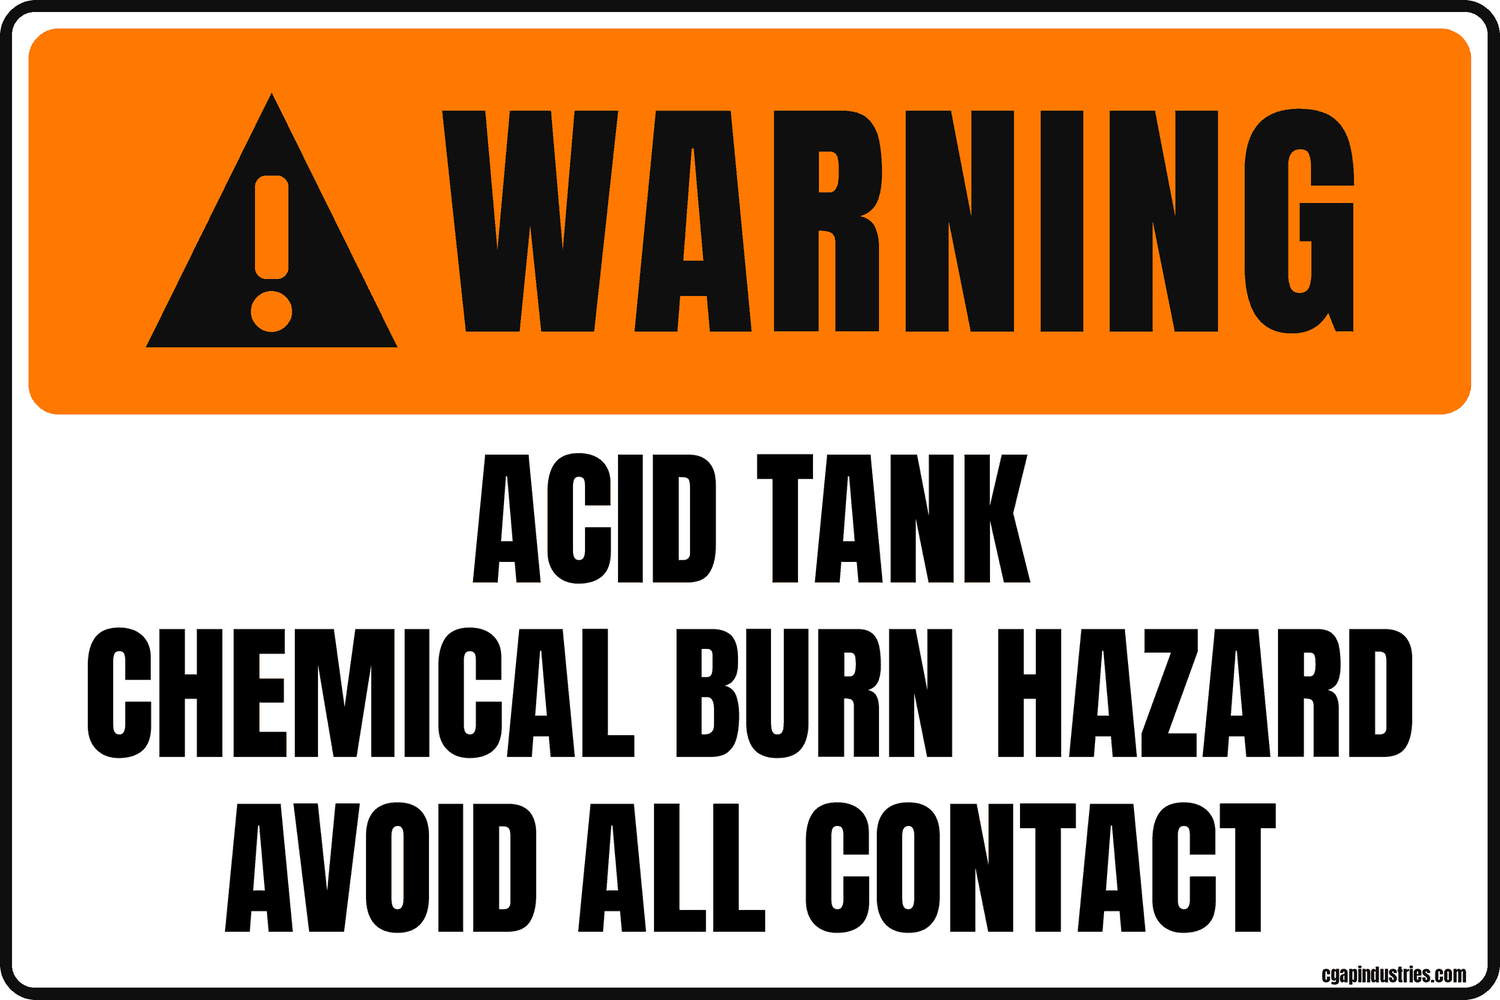 WARNING
ACID TANK
CHEMICAL BURN HAZARD
AVOID ALL CONTACT
cgapindustries.com